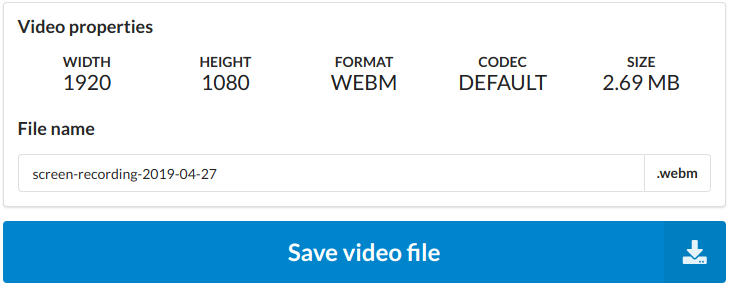 Video properties
WIDTH HEIGHT FORMAT CODEC SIZE
1920 1080 WEBM DEFAULT 2.69 MB
File name
screen-recording-2019-04-27 .webm
Save video file